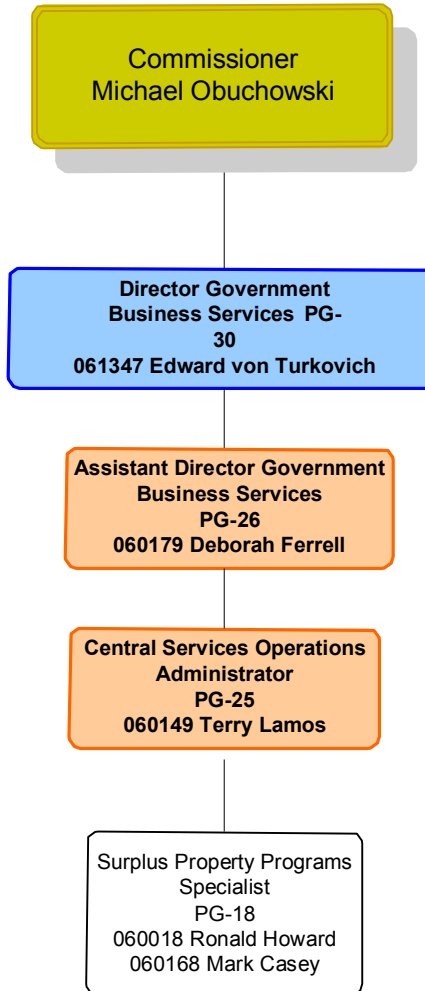 Commissioner
Michael Obuchowski
Director Government
Business Services PG-
30
061347 Edward von Turkovich
Assistant Director Government
Business Services
PG-26
060179 Deborah Ferrell
Central Services Operations
Administrator
PG-25
060149 Terry Lamos
Surplus Property Programs
Specialist
PG-18
060018 Ronald Howard
060168 Mark Casey